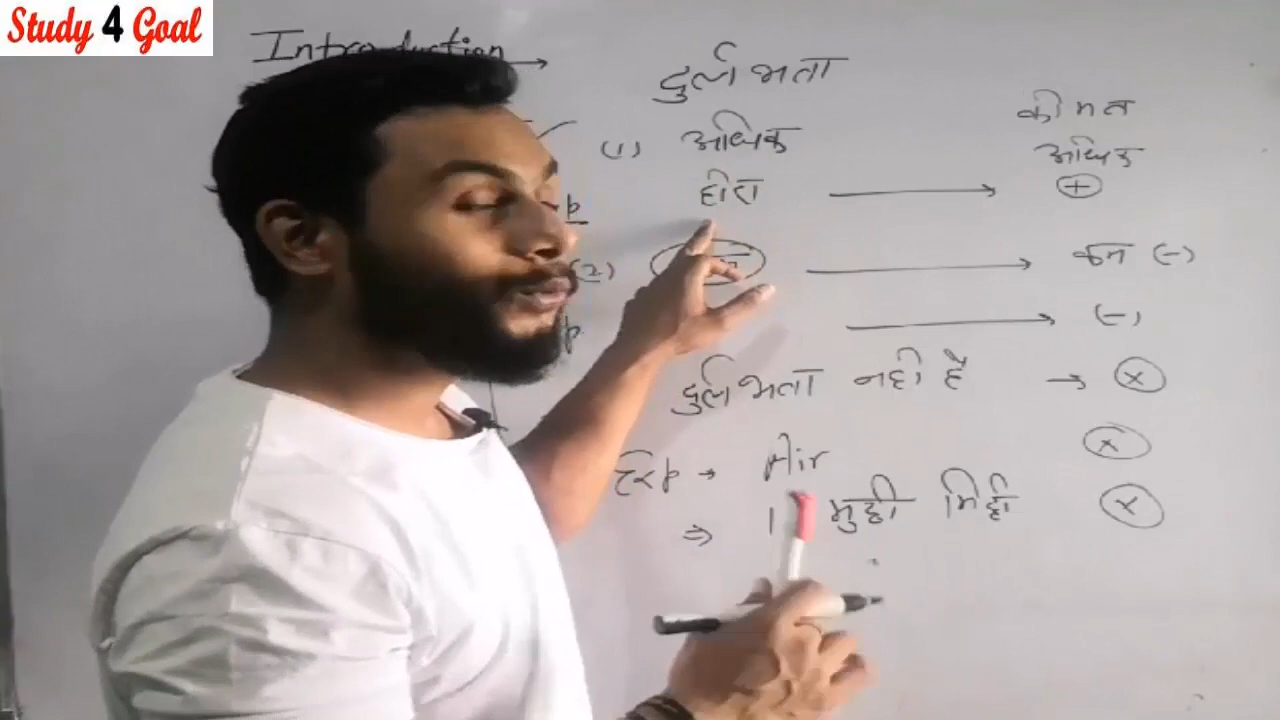 Study 4 Goal
Introduction
दुर्लभता
कीमत
(1) अधिक
अधिक
हीरा → (+)
(2) → कम (-)
→ (-)
दुर्लभता नहीं है → (×)
→ Air (×)
⇒ 1 मुट्ठी मिट्टी (×)